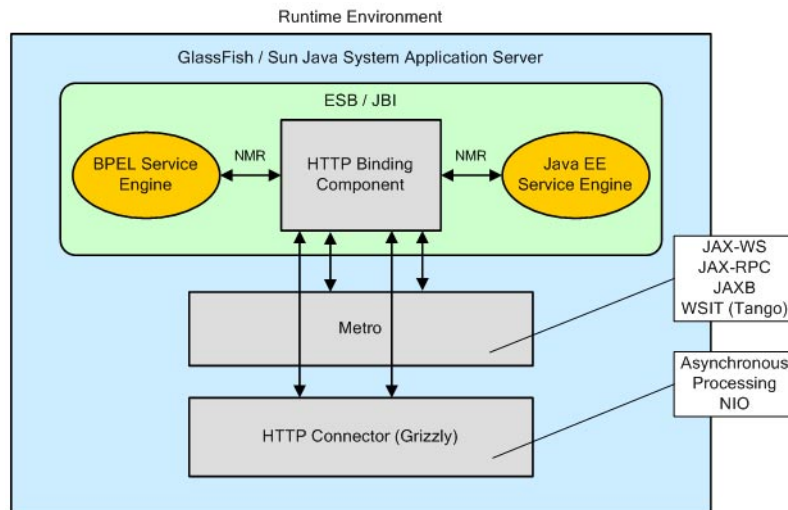 Runtime Environment
GlassFish / Sun Java System Application Server
ESB / JBI
BPEL Service
Engine
NMR
HTTP Binding
Component
NMR
Java EE
Service Engine
JAX-WS
JAX-RPC
JAXB
WSIT (Tango)
Metro
Asynchronous
Processing
NIO
HTTP Connector (Grizzly)